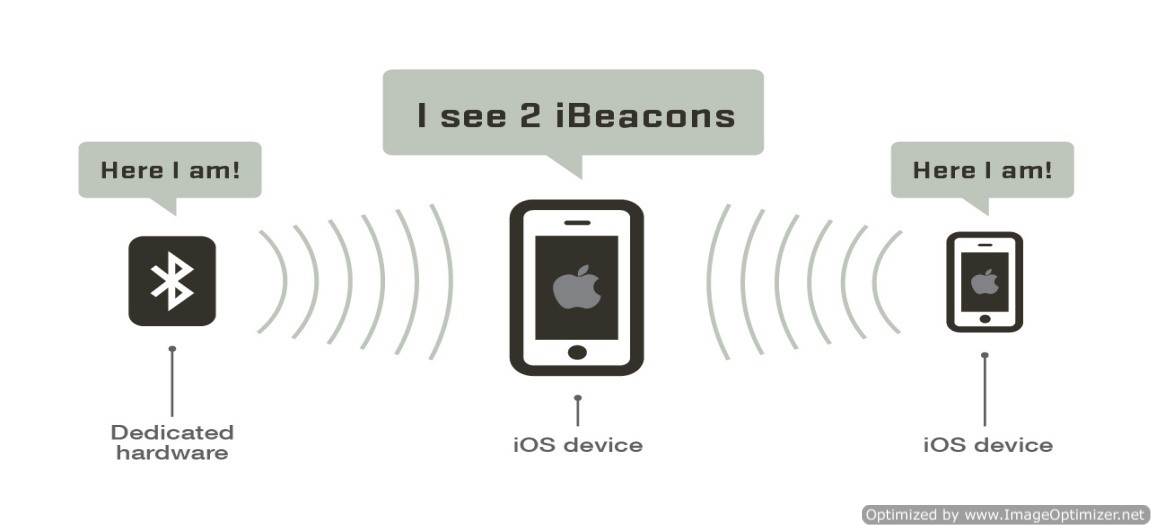 I see 2 iBeacons
Here I am!
Here I am!
Dedicated
hardware
iOS device
iOS device
Optimized by www.ImageOptimizer.net